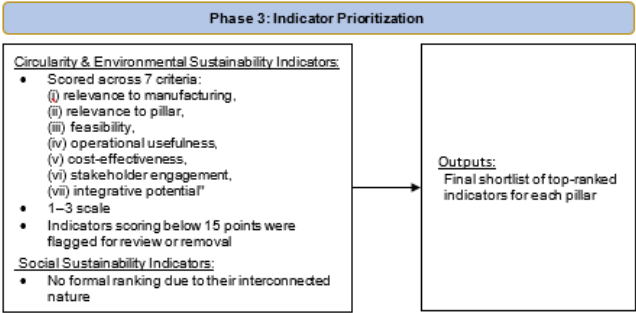 Phase 3: Indicator Prioritization
Circularity & Environmental Sustainability Indicators:
• Scored across 7 criteria:
(i) relevance to manufacturing,
(ii) relevance to pillar,
(iii) feasibility,
(iv) operational usefulness,
(v) cost-effectiveness,
(vi) stakeholder engagement,
(vii) integrative potential"
• 1–3 scale
• Indicators scoring below 15 points were
flagged for review or removal
Social Sustainability Indicators:
• No formal ranking due to their interconnected
nature
Outputs:
Final shortlist of top-ranked
indicators for each pillar